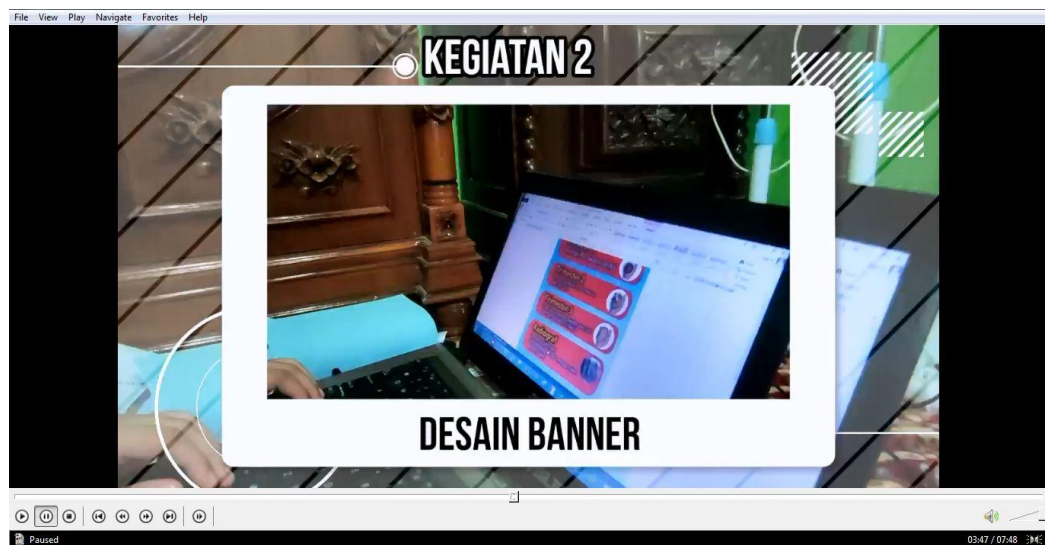 File View Play Navigate Favorites Help
KEGIATAN 2
DESAIN BANNER
Paused
03:47 / 07:48